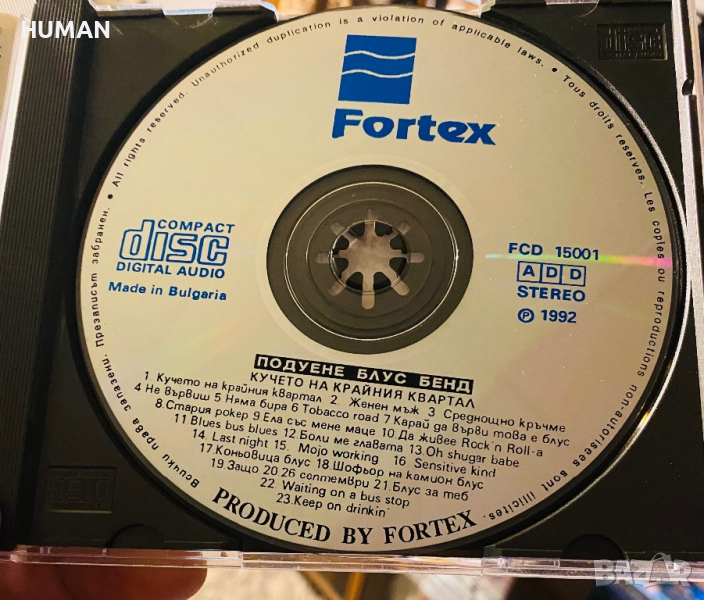 HUMAN
• All rights reserved. Unauthorized duplication is a violation of applicable laws. • Tous droits reserves. Les copies ou reproductions non-autorisees sont illicites. • Всички права запазени. Презаписът забранен.
Fortex
COMPACT
disc
DIGITAL AUDIO
Made in Bulgaria
FCD 15001
A D D
STEREO
℗ 1992
ПОДУЕНЕ БЛУС БЕНД
КУЧЕТО НА КРАЙНИЯ КВАРТАЛ
1. Кучето на крайния квартал 2. Женен мъж 3 Среднощно кръчме
4 Не вървиш 5 Няма бира 6 Tobacco road 7 Карай да върви това е блус
8.Стария рокер 9 Ела със мене маце 10 Да живее Rock'n Roll-a
11 Blues bus blues 12 Боли ме главата 13. Oh shugar babe
14. Last night 15. Mojo working 16 Sensitive kind
17 Коньовица блус 18 Шофьор на камион блус
19 Защо 20 26 септември 21. Блус за теб
22 Waiting on a bus stop
23. Keep on drinkin'
PRODUCED BY FORTEX
disc
BAZAR